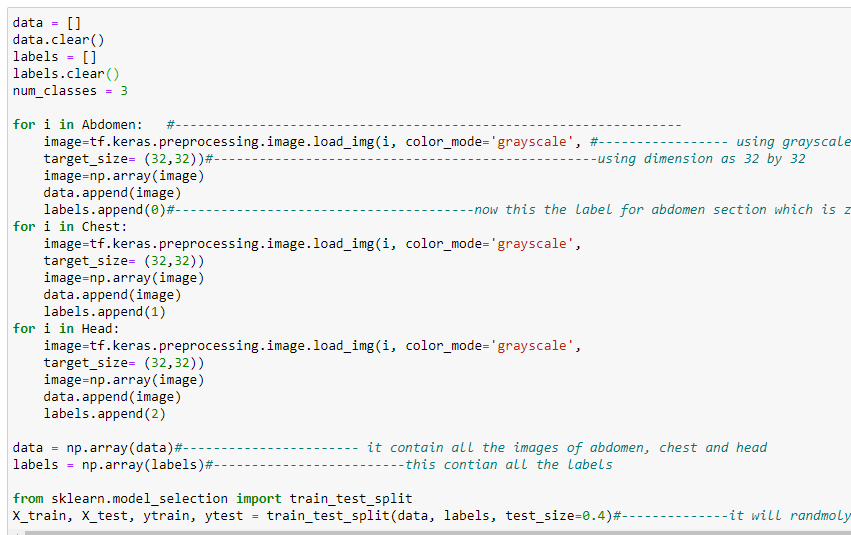 data = []
data.clear()
labels = []
labels.clear()
num_classes = 3
for i in Abdomen:   #------------------------------------------------------------------
    image=tf.keras.preprocessing.image.load_img(i, color_mode='grayscale', #----------------- using grayscale
    target_size= (32,32))#--------------------------------------------------using dimension as 32 by 32
    image=np.array(image)
    data.append(image)
    labels.append(0)#---------------------------------------now this the label for abdomen section which is z
for i in Chest:
    image=tf.keras.preprocessing.image.load_img(i, color_mode='grayscale',
    target_size= (32,32))
    image=np.array(image)
    data.append(image)
    labels.append(1)
for i in Head:
    image=tf.keras.preprocessing.image.load_img(i, color_mode='grayscale',
    target_size= (32,32))
    image=np.array(image)
    data.append(image)
    labels.append(2)
data = np.array(data)#----------------------- it contain all the images of abdomen, chest and head
labels = np.array(labels)#-------------------------this contian all the labels
from sklearn.model_selection import train_test_split
X_train, X_test, ytrain, ytest = train_test_split(data, labels, test_size=0.4)#--------------it will randmoly